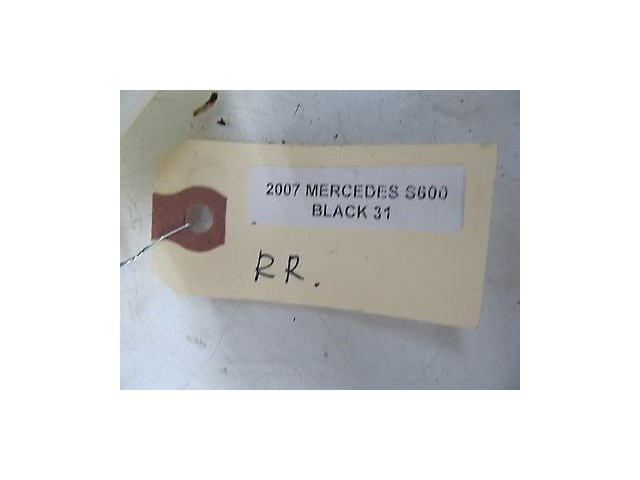 2007 MERCEDES S600
BLACK 31
RR.